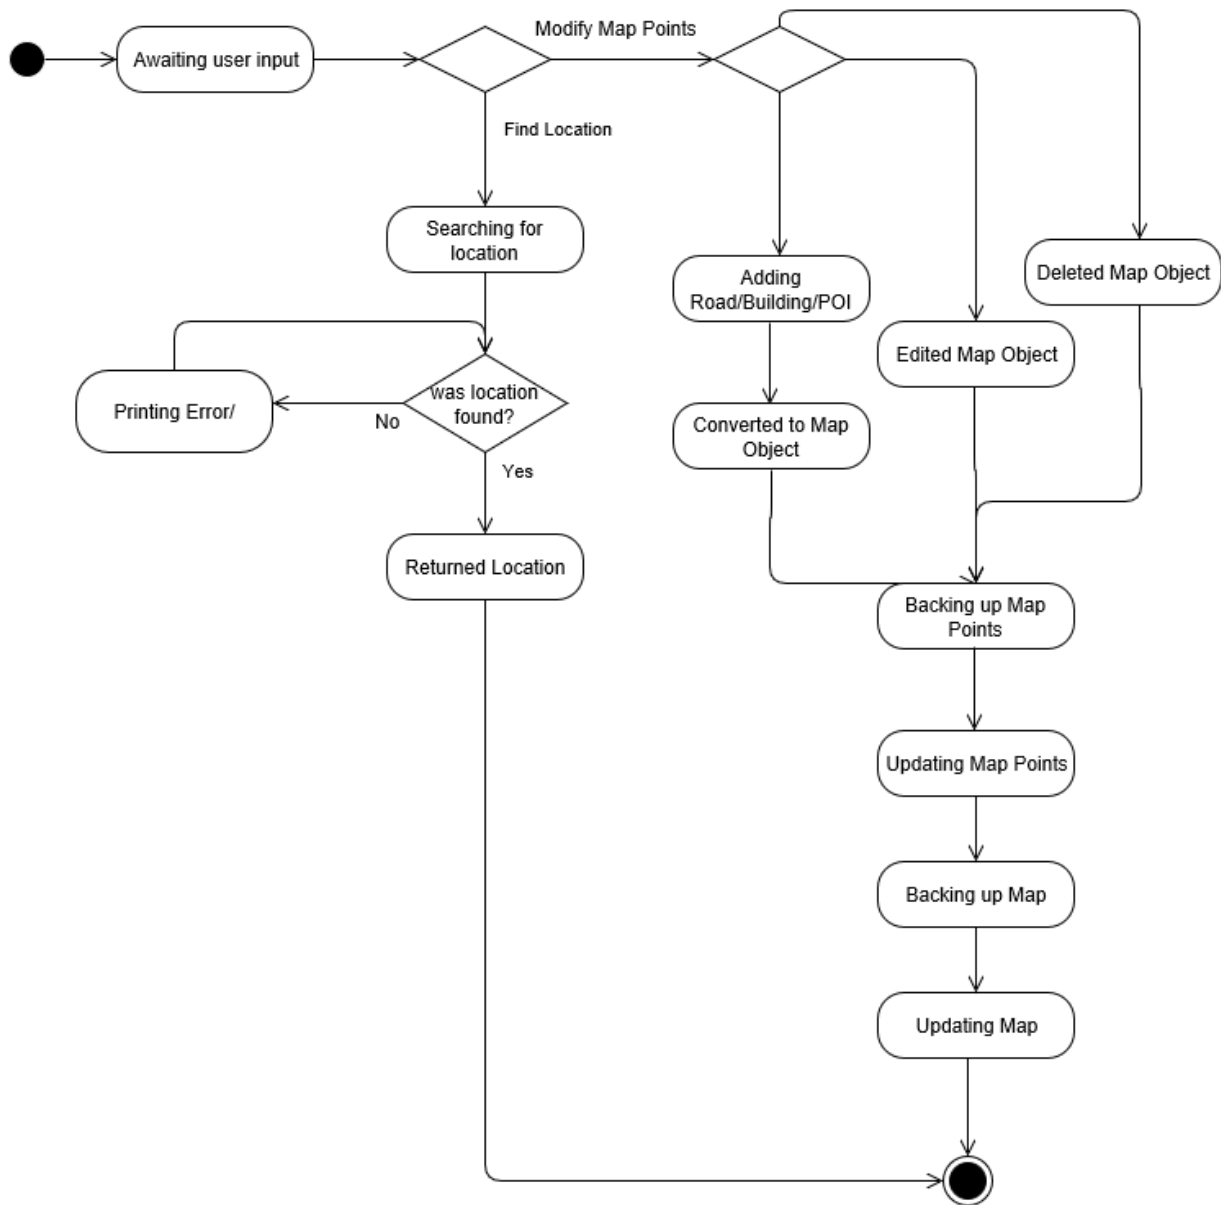 Modify Map Points
Awaiting user input
Find Location
Searching for
location
Adding
Road/Building/POI
Deleted Map Object
Edited Map Object
Printing Error/
No
was location
found?
Converted to Map
Object
Yes
Returned Location
Backing up Map
Points
Updating Map Points
Backing up Map
Updating Map